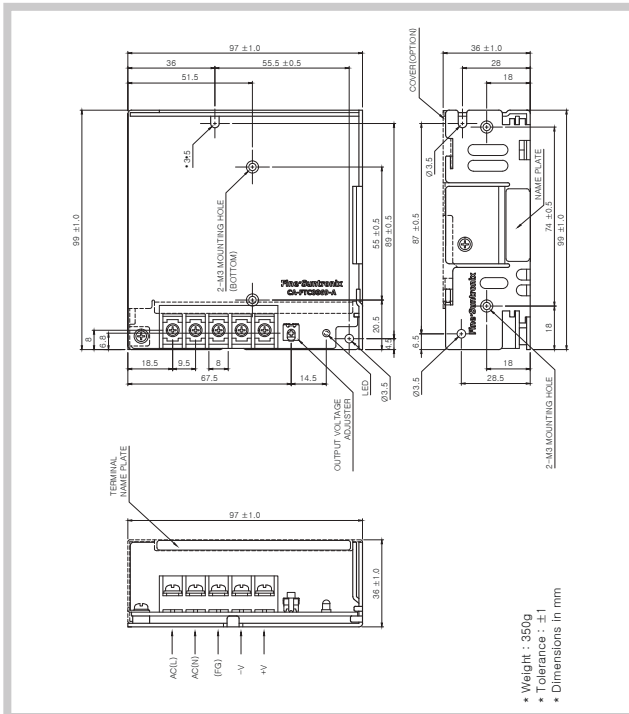 97 ±1.0
36
55.5 ±0.5
51.5
99 ±1.0
3.5
2-M3 MOUNTING HOLE
(BOTTOM)
55 ±0.5
89 ±0.5
20.5
4.5
Fine Suntronix
8
6.8
18.5
9.5
8
67.5
14.5
OUTPUT VOLTAGE
ADJUSTER
LED
Ø3.5
COVER(OPTION)
36 ±1.0
28
18
Ø3.5
87 ±0.5
6.5
NAME PLATE
74 ±0.5
99 ±1.0
18
Fine Suntronix
Ø3.5
18
28.5
2-M3 MOUNTING HOLE
TERMINAL
NAME PLATE
97 ±1.0
36 ±1.0
AC(L)
AC(N)
(FG)
-V
+V
* Weight : 350g
* Tolerance : ±1
* Dimensions in mm